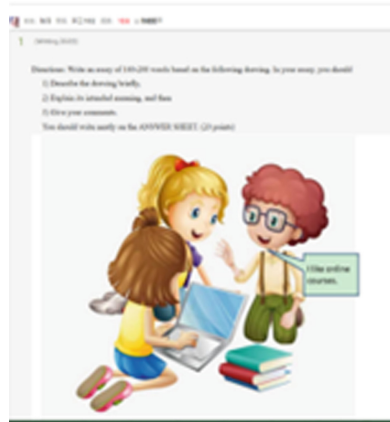 1
Directions: Write an essay of 160-200 words based on the following drawing. In your essay, you should
1) Describe the drawing briefly,
2) Explain its intended meaning, and then
3) Give your comments.
You should write neatly on the ANSWER SHEET. (20 points)
I like online
courses.